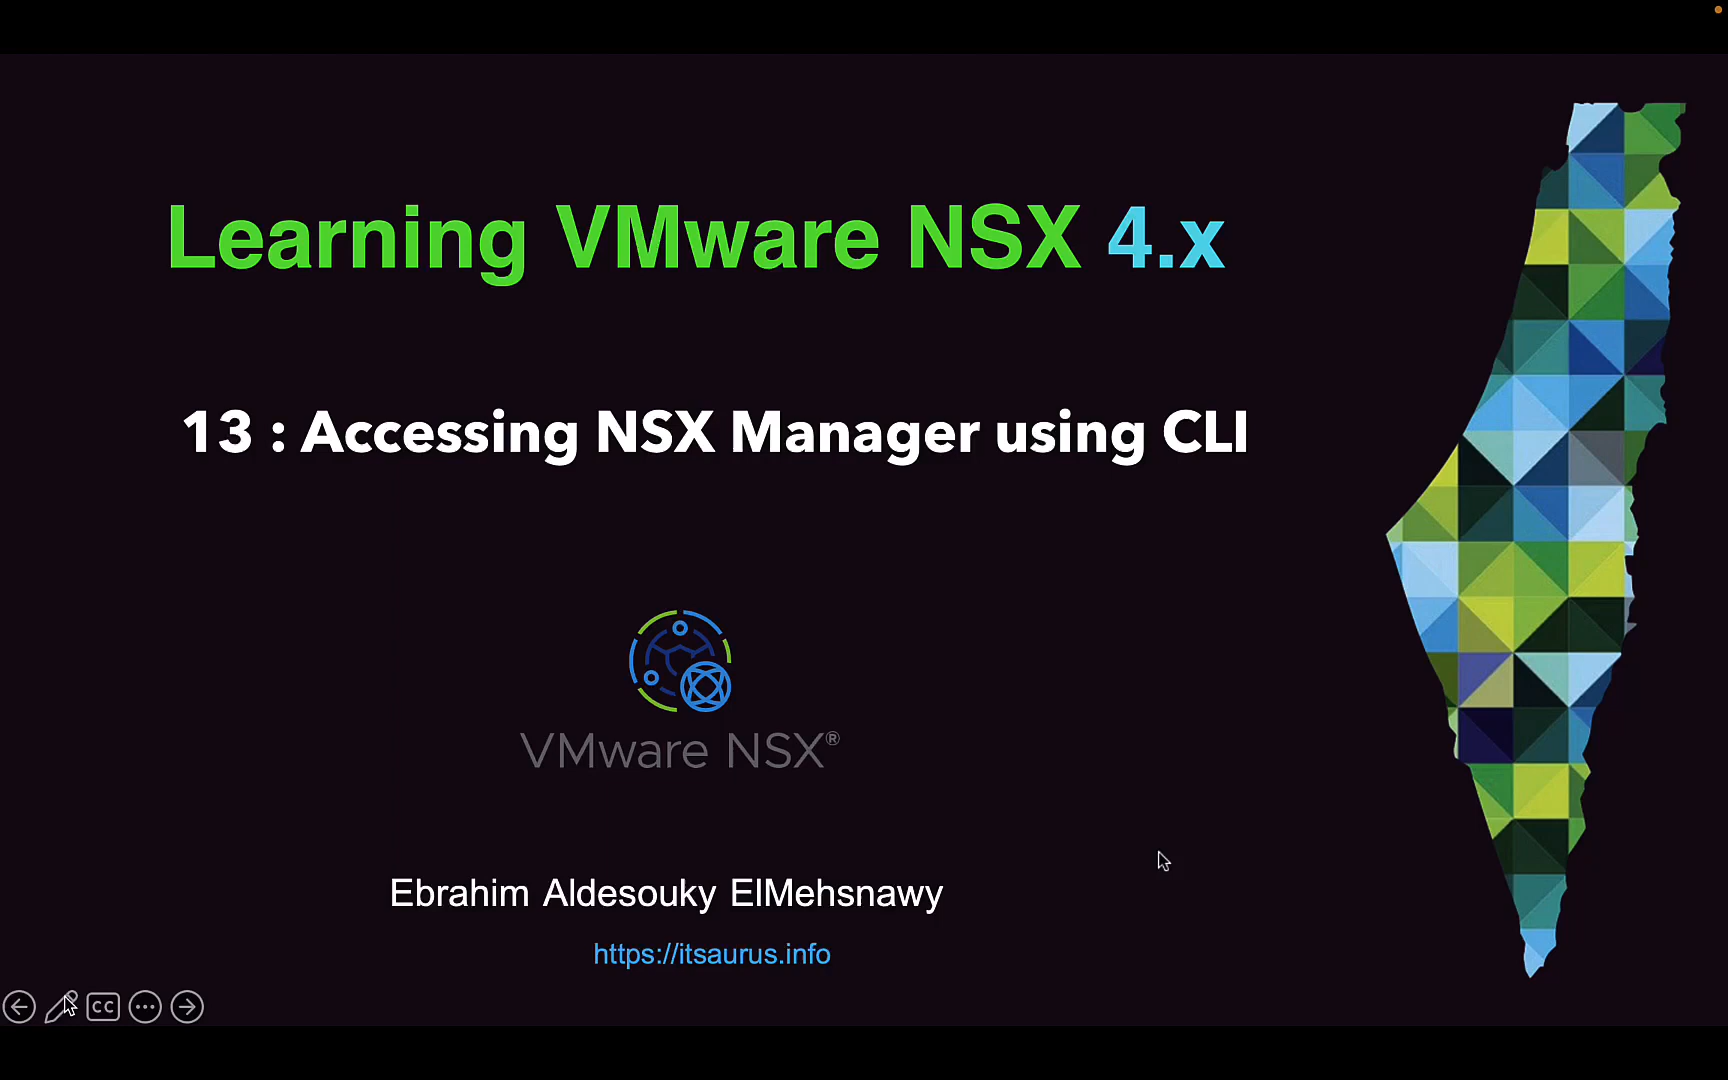 Learning VMware NSX 4.x
13 : Accessing NSX Manager using CLI
VMware NSX®
Ebrahim Aldesouky ElMehsnawy
https://itsaurus.info
CC